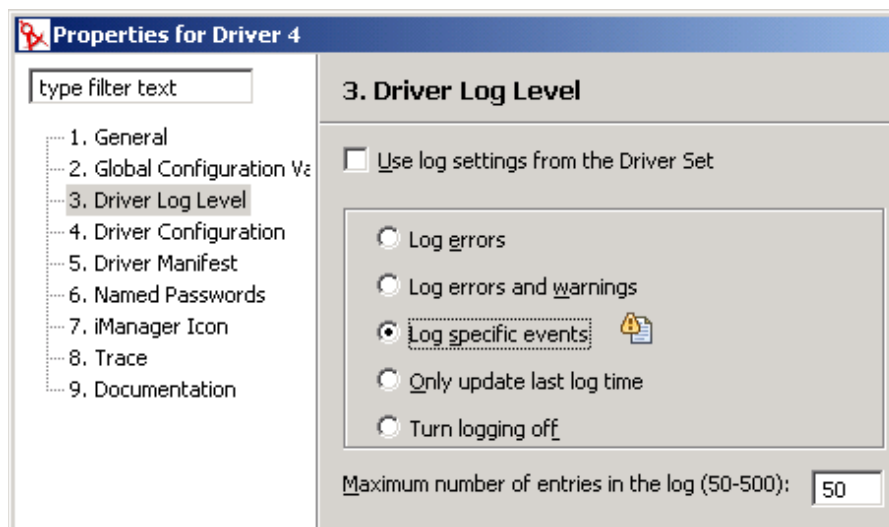 Properties for Driver 4
type filter text
1. General
2. Global Configuration Va
3. Driver Log Level
4. Driver Configuration
5. Driver Manifest
6. Named Passwords
7. iManager Icon
8. Trace
9. Documentation
3. Driver Log Level
Use log settings from the Driver Set
Log errors
Log errors and warnings
Log specific events
Only update last log time
Turn logging off
Maximum number of entries in the log (50-500): 50